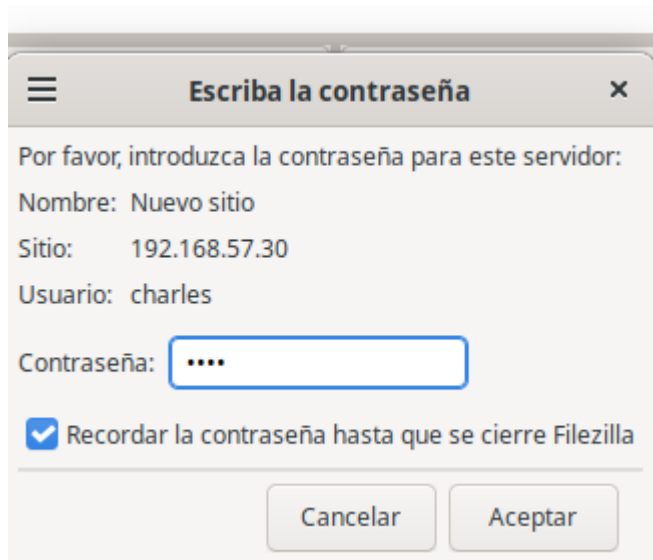 Escriba la contraseña
Por favor, introduzca la contraseña para este servidor:
Nombre: Nuevo sitio
Sitio: 192.168.57.30
Usuario: charles
Contraseña: ••••
Recordar la contraseña hasta que se cierre Filezilla
Cancelar Aceptar